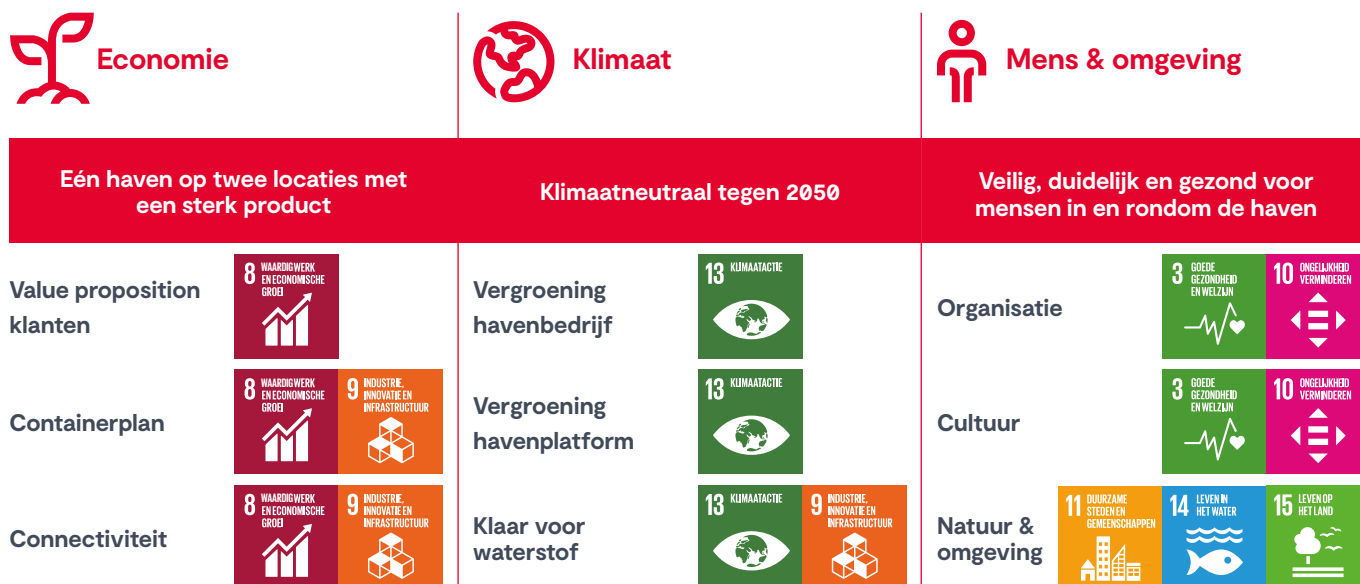 Economie
Klimaat
Mens & omgeving
Eén haven op twee locaties met
een sterk product
Klimaatneutraal tegen 2050
Veilig, duidelijk en gezond voor
mensen in en rondom de haven
Value proposition
klanten
8 WAARDIG WERK
EN ECONOMISCHE
GROEI
Containerplan
8 WAARDIG WERK
EN ECONOMISCHE
GROEI
9 INDUSTRIE,
INNOVATIE EN
INFRASTRUCTUUR
Connectiviteit
8 WAARDIG WERK
EN ECONOMISCHE
GROEI
9 INDUSTRIE,
INNOVATIE EN
INFRASTRUCTUUR
Vergroening
havenbedrijf
13 KLIMAATACTIE
Vergroening
havenplatform
13 KLIMAATACTIE
Klaar voor
waterstof
13 KLIMAATACTIE
9 INDUSTRIE,
INNOVATIE EN
INFRASTRUCTUUR
Organisatie
3 GOEDE
GEZONDHEID
EN WELZIJN
10 ONGELIJKHEID
VERMINDEREN
Cultuur
3 GOEDE
GEZONDHEID
EN WELZIJN
10 ONGELIJKHEID
VERMINDEREN
Natuur &
omgeving
11 DUURZAME
STEDEN EN
GEMEENSCHAPPEN
14 LEVEN IN
HET WATER
15 LEVEN OP
HET LAND